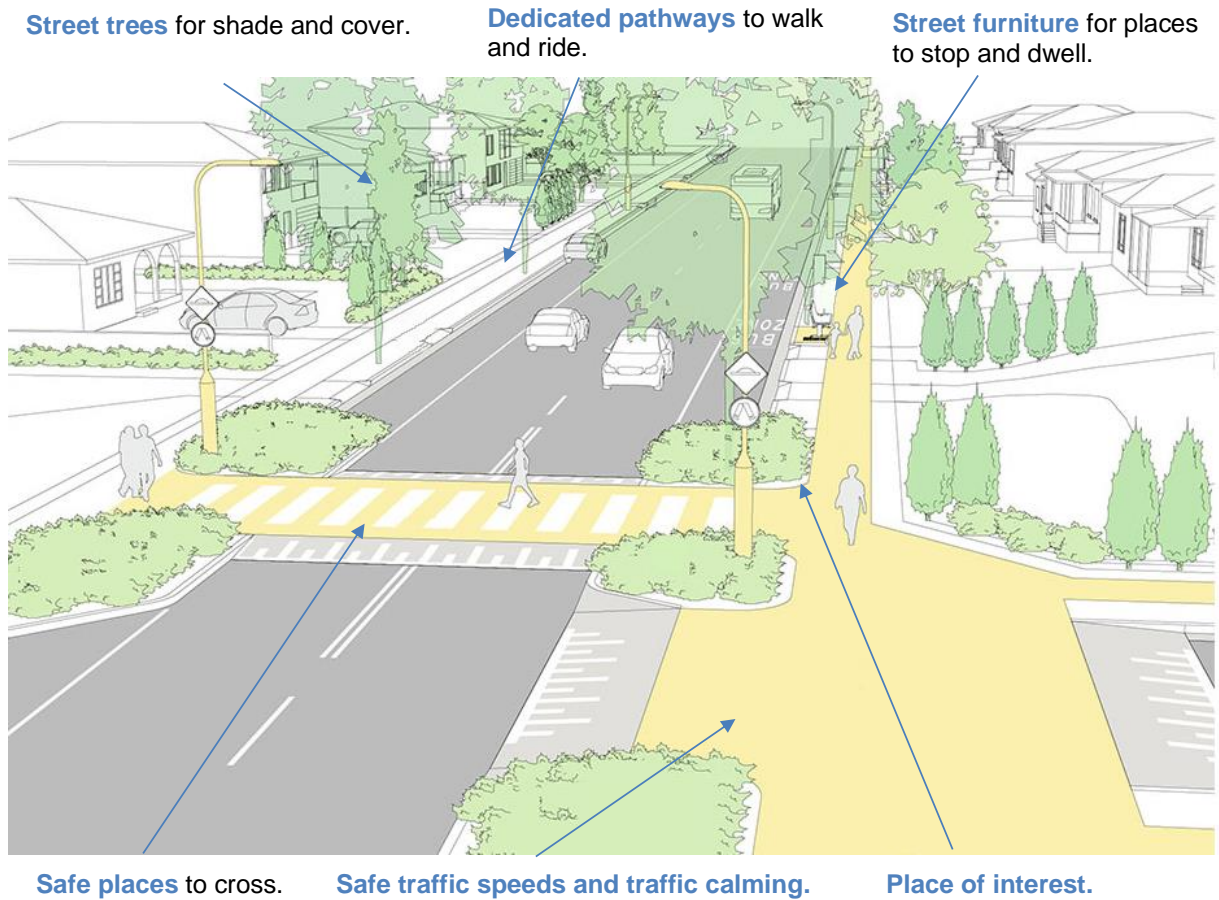 Street trees for shade and cover.
Dedicated pathways to walk
and ride.
Street furniture for places
to stop and dwell.
Safe places to cross.
Safe traffic speeds and traffic calming.
Place of interest.